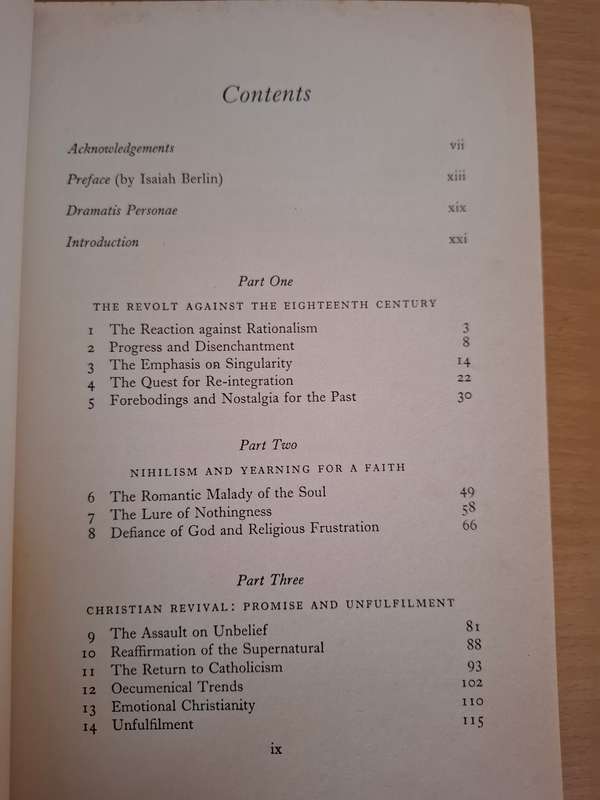 Contents
Acknowledgements vii
Preface (by Isaiah Berlin) xiii
Dramatis Personae xix
Introduction xxi
Part One
THE REVOLT AGAINST THE EIGHTEENTH CENTURY
1 The Reaction against Rationalism 3
2 Progress and Disenchantment 8
3 The Emphasis on Singularity 14
4 The Quest for Re-integration 22
5 Forebodings and Nostalgia for the Past 30
Part Two
NIHILISM AND YEARNING FOR A FAITH
6 The Romantic Malady of the Soul 49
7 The Lure of Nothingness 58
8 Defiance of God and Religious Frustration 66
Part Three
CHRISTIAN REVIVAL: PROMISE AND UNFULFILMENT
9 The Assault on Unbelief 81
10 Reaffirmation of the Supernatural 88
11 The Return to Catholicism 93
12 Oecumenical Trends 102
13 Emotional Christianity 110
14 Unfulfilment 115
ix